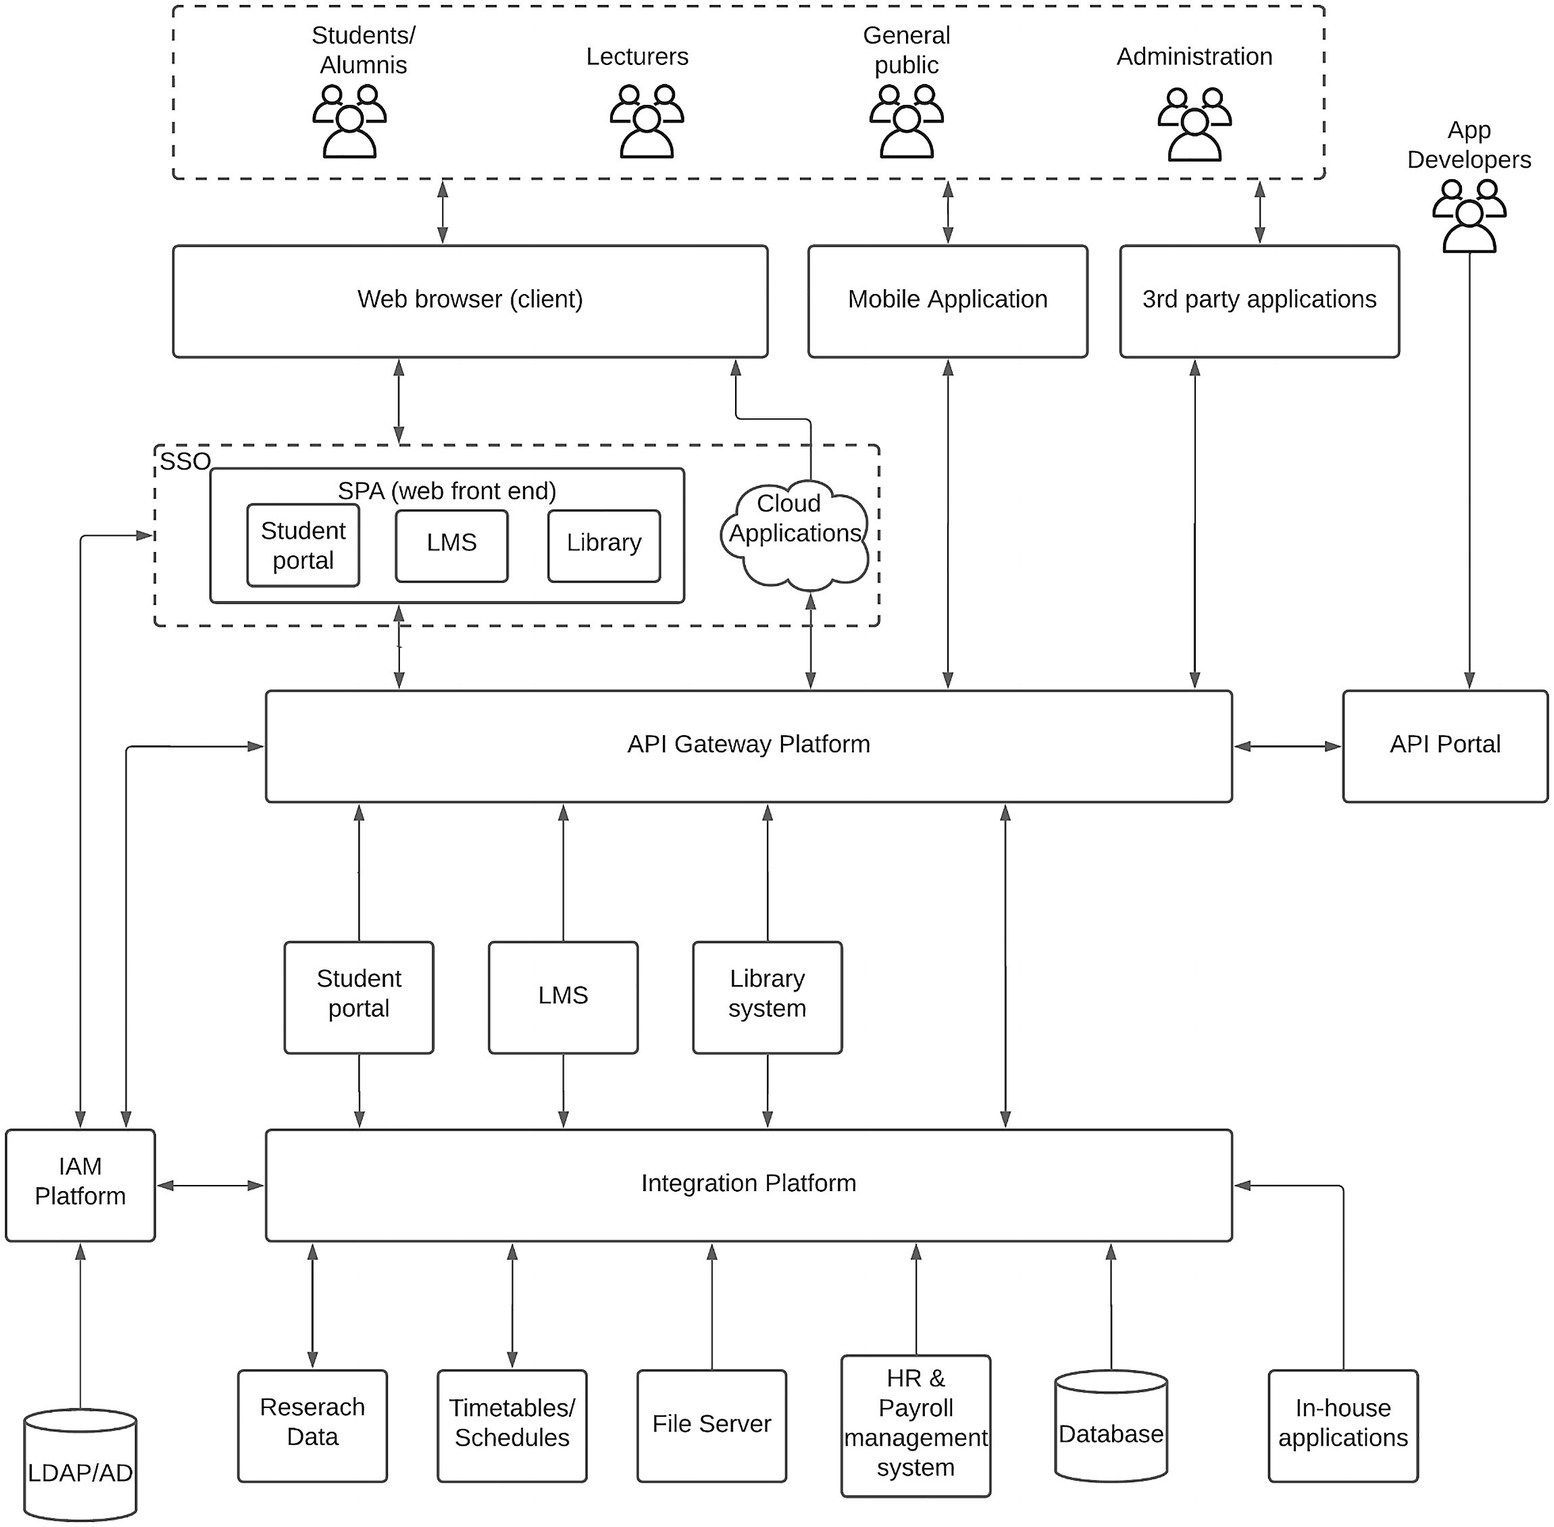 Students/
Alumnis
Lecturers
General
public
Administration
App
Developers
Web browser (client)
Mobile Application
3rd party applications
SSO
SPA (web front end)
Student
portal
LMS
Library
Cloud
Applications
API Gateway Platform
API Portal
Student
portal
LMS
Library
system
IAM
Platform
Integration Platform
LDAP/AD
Reserach
Data
Timetables/
Schedules
File Server
HR &
Payroll
management
system
Database
In-house
applications